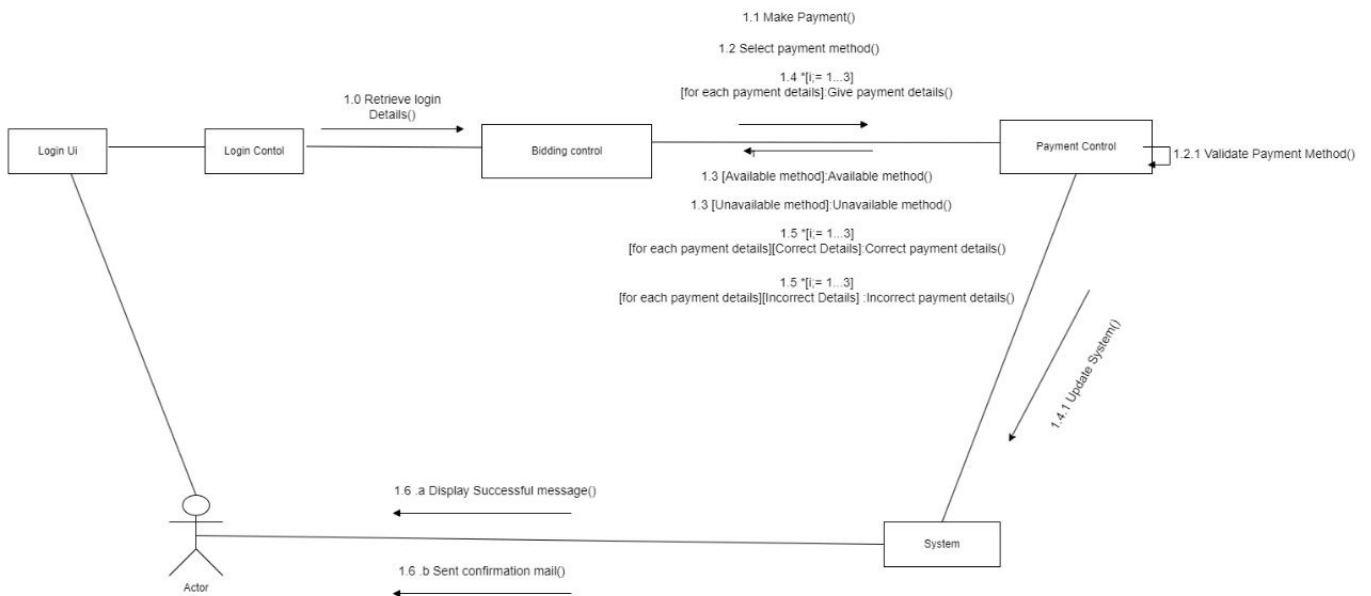 1.1 Make Payment()
1.2 Select payment method()
1.4 *[i;= 1...3]
[for each payment details]:Give payment details()
1.0 Retrieve login
Details()
Login Ui
Login Contol
Bidding control
Payment Control
1.2.1 Validate Payment Method()
1.3 [Available method]:Available method()
1.3 [Unavailable method]:Unavailable method()
1.5 *[i;= 1...3]
[for each payment details][Correct Details]:Correct payment details()
1.5 *[i;= 1...3]
[for each payment details][Incorrect Details] :Incorrect payment details()
1.4.1 Update System()
1.6 .a Display Successful message()
System
1.6 .b Sent confirmation mail()
Actor